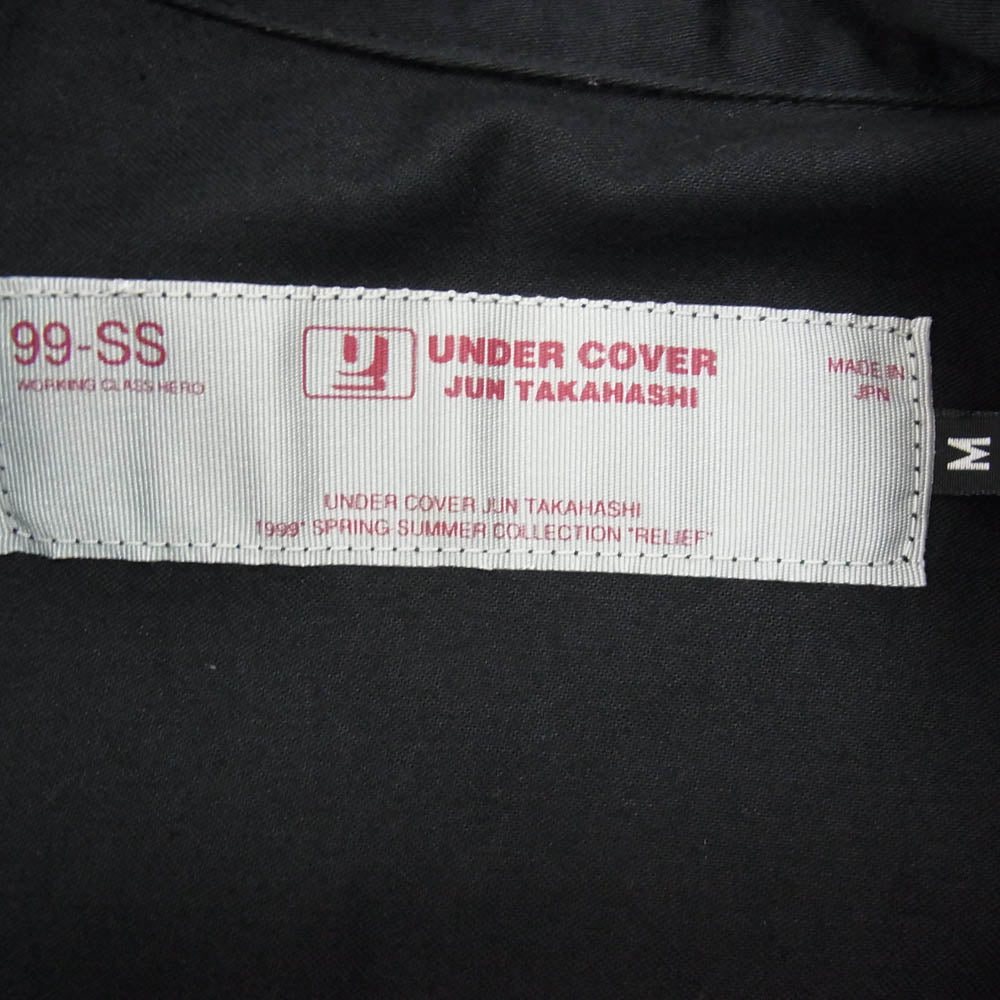 99-SS
WORKING CLASS HERO
UNDER COVER
JUN TAKAHASHI
MADE IN
JPN
M
UNDER COVER JUN TAKAHASHI
1999' SPRING SUMMER COLLECTION "RELIEF"